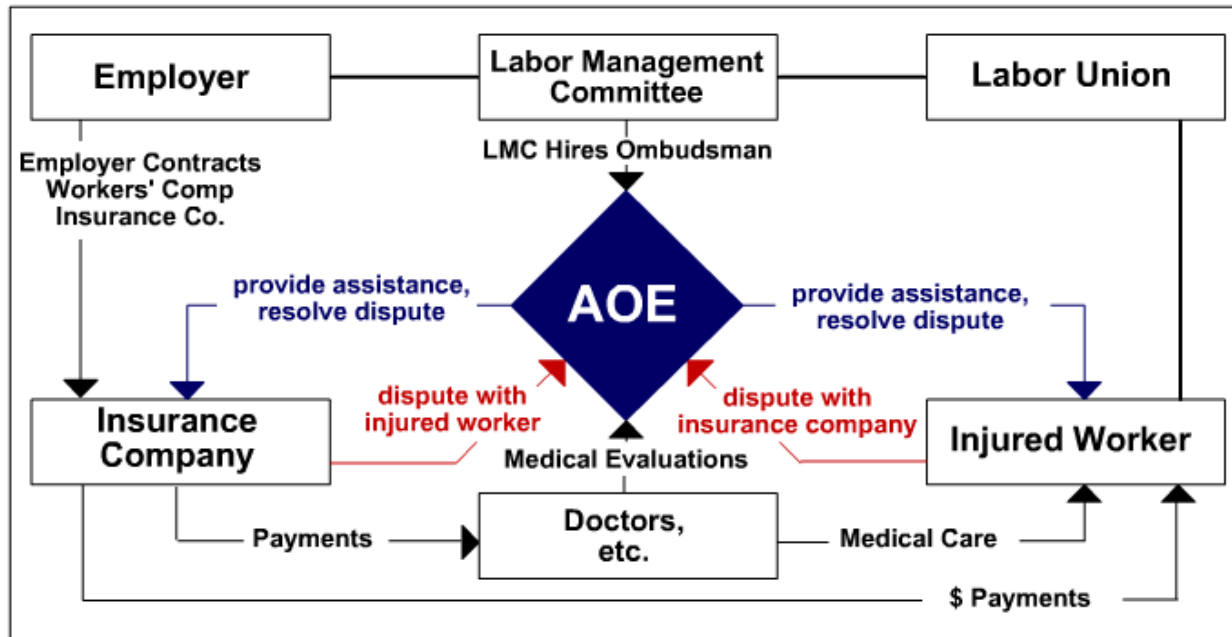 Employer
Labor Management
Committee
Labor Union
LMC Hires Ombudsman
Employer Contracts
Workers' Comp
Insurance Co.
provide assistance,
resolve dispute
AOE
provide assistance,
resolve dispute
dispute with
injured worker
dispute with
insurance company
Insurance
Company
Injured Worker
Medical Evaluations
Payments
Doctors,
etc.
Medical Care
$ Payments